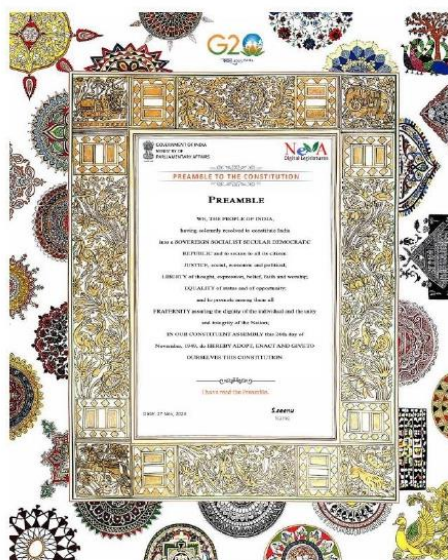 G20
GOVERNMENT OF INDIA
MINISTRY OF
PARLIAMENTARY AFFAIRS
NeVA
Digital Legislatures
PREAMBLE TO THE CONSTITUTION
PREAMBLE
WE, THE PEOPLE OF INDIA,
having solemnly resolved to constitute India
into a SOVEREIGN SOCIALIST SECULAR DEMOCRATIC
REPUBLIC and to secure to all its citizens
JUSTICE, social, economic and political,
LIBERTY of thought, expression, belief, faith and worship,
EQUALITY of status and of opportunity;
and to promote among them all
FRATERNITY assuring the dignity of the individual and the unity
and integrity of the Nation;
IN OUR CONSTITUENT ASSEMBLY this 26th day of
November, 1949, do HEREBY ADOPT, ENACT AND GIVE TO
OURSELVES THIS CONSTITUTION
I have read the Preamble.